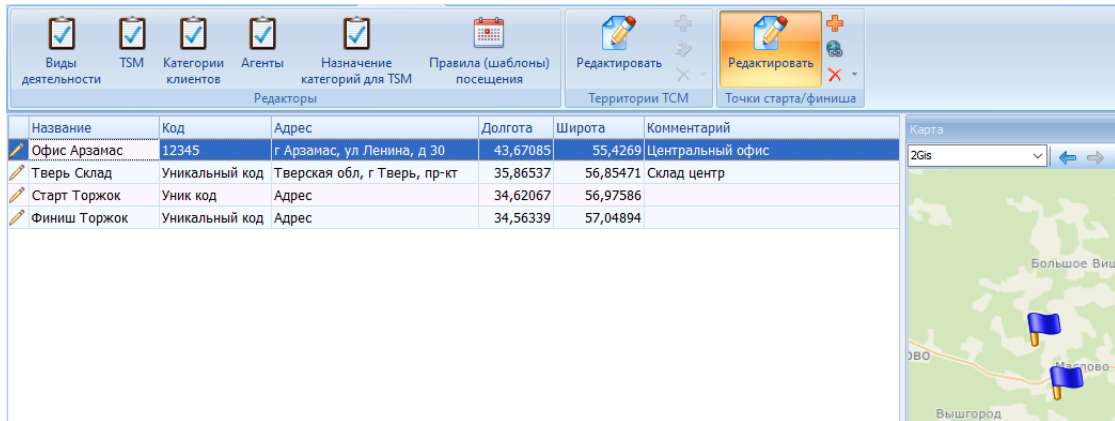 Виды деятельности
TSM
Категории клиентов
Агенты
Назначение категорий для TSM
Правила (шаблоны) посещения
Редактировать
Редактировать
Редакторы
Территории ТСМ
Точки старта/финиша
Название Код Адрес Долгота Широта Комментарий
Офис Арзамас 12345 г Арзамас, ул Ленина, д 30 43,67085 55,4269 Центральный офис
Тверь Склад Уникальный код Тверская обл, г Тверь, пр-кт 35,86537 56,85471 Склад центр
Старт Торжок Уник код Адрес 34,62067 56,97586
Финиш Торжок Уникальный код Адрес 34,56339 57,04894
Карта
2Gis
Большое Виш
ово
Маслово
Вышгород